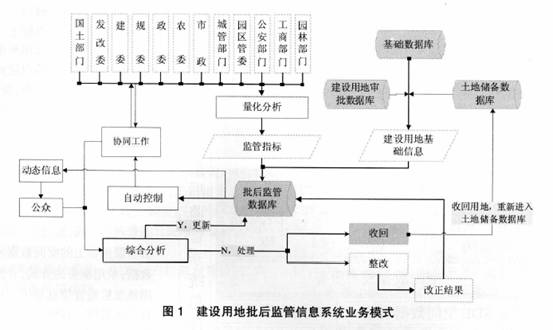 国土部门
发改委
建委
规委
政委
农委
市政
城管部门
园区管委
公安部门
工商部门
园林部门
基础数据库
建设用地审
批数据库
土地储备数
据库
量化分析
协同工作
监管指标
建设用地基
础信息
动态信息
自动控制
批后监管
数据库
收回用地，重新进入
土地储备数据库
公众
Y，更新
综合分析
N，处理
收回
整改
改正结果
图 1 建设用地批后监管信息系统业务模式